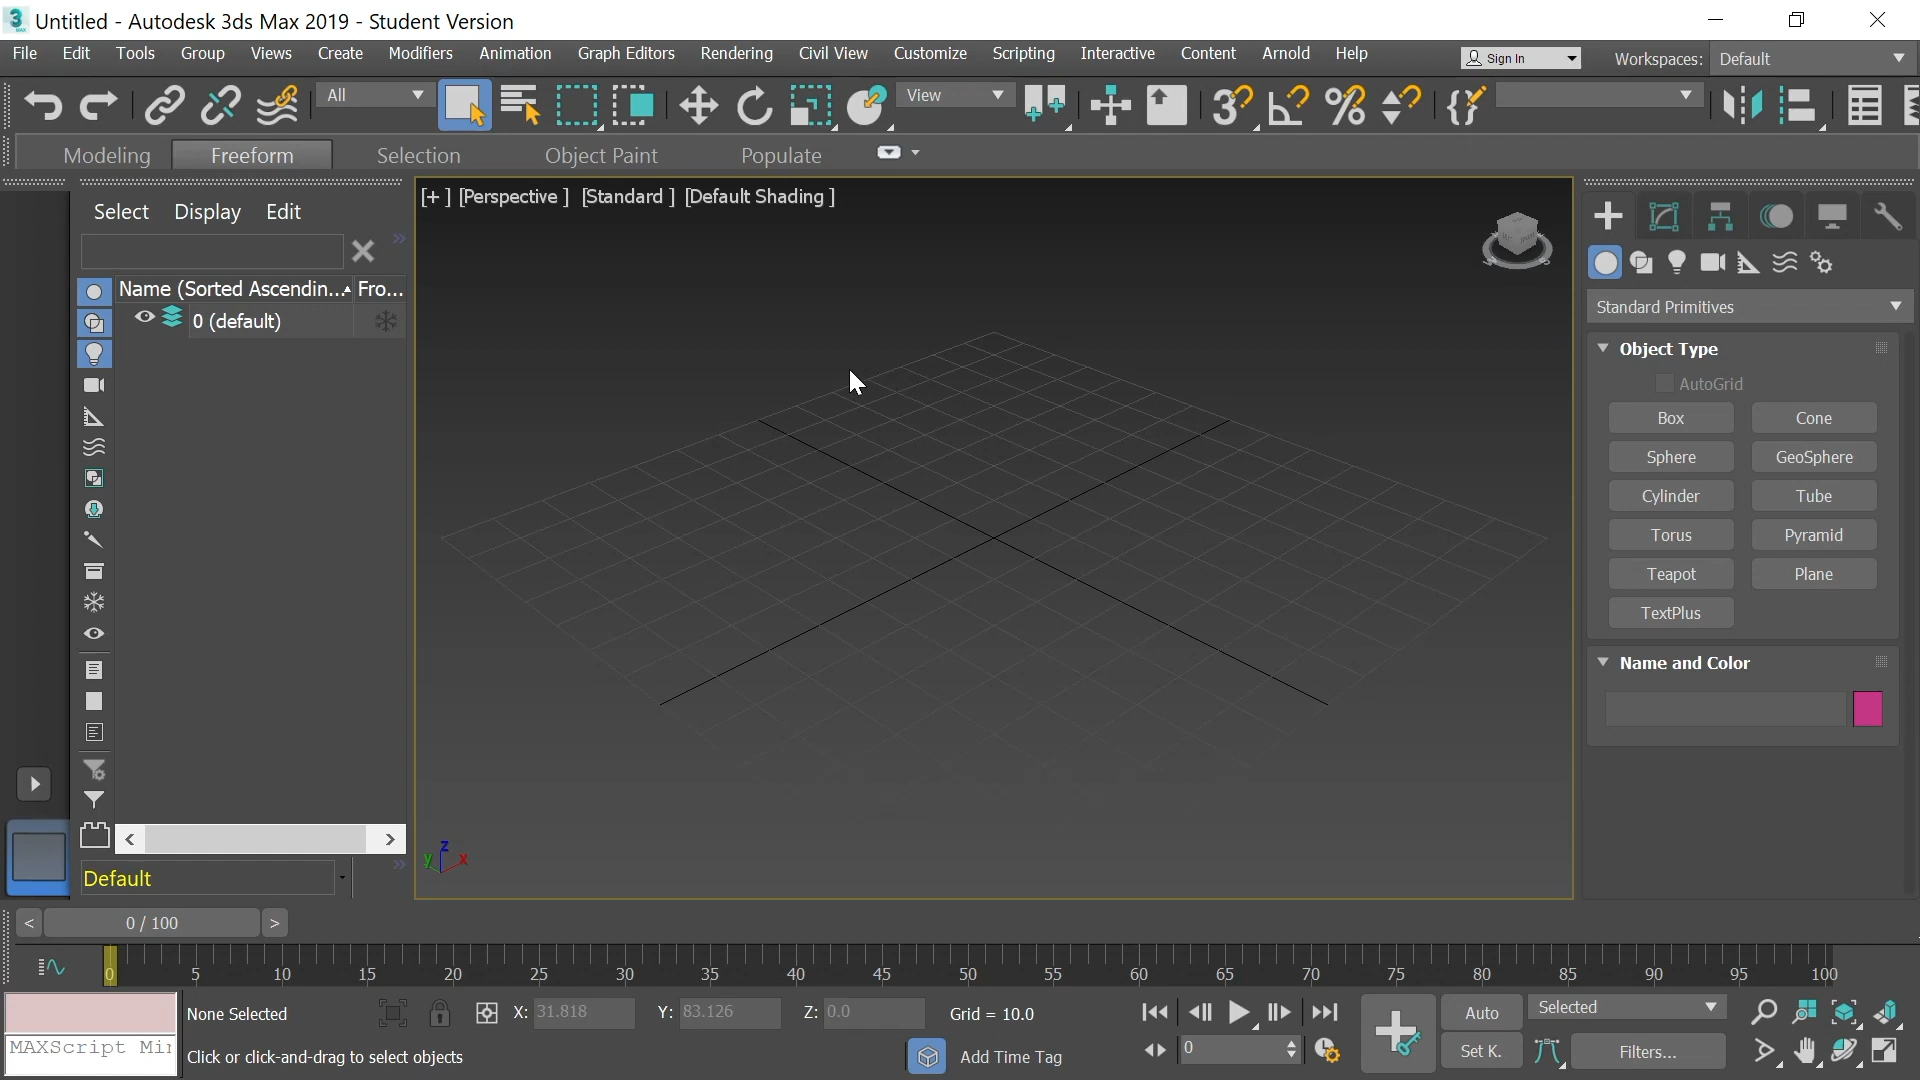 Untitled - Autodesk 3ds Max 2019 - Student Version
File Edit Tools Group Views Create Modifiers Animation Graph Editors Rendering Civil View Customize Scripting Interactive Content Arnold Help
Sign In
Workspaces: Default
All
View
Modeling Freeform Selection Object Paint Populate
Select Display Edit
Name (Sorted Ascendin... Fro...
0 (default)
Default
[+] [Perspective] [Standard] [Default Shading]
z
y x
Standard Primitives
Object Type
AutoGrid
Box Cone
Sphere GeoSphere
Cylinder Tube
Torus Pyramid
Teapot Plane
TextPlus
Name and Color
< 0 / 100 >
0 5 10 15 20 25 30 35 40 45 50 55 60 65 70 75 80 85 90 95 100
None Selected X: 31.818 Y: 83.126 Z: 0.0 Grid = 10.0
Auto Selected
MAXScript Mi
Click or click-and-drag to select objects
Add Time Tag
0
Set K. Filters...